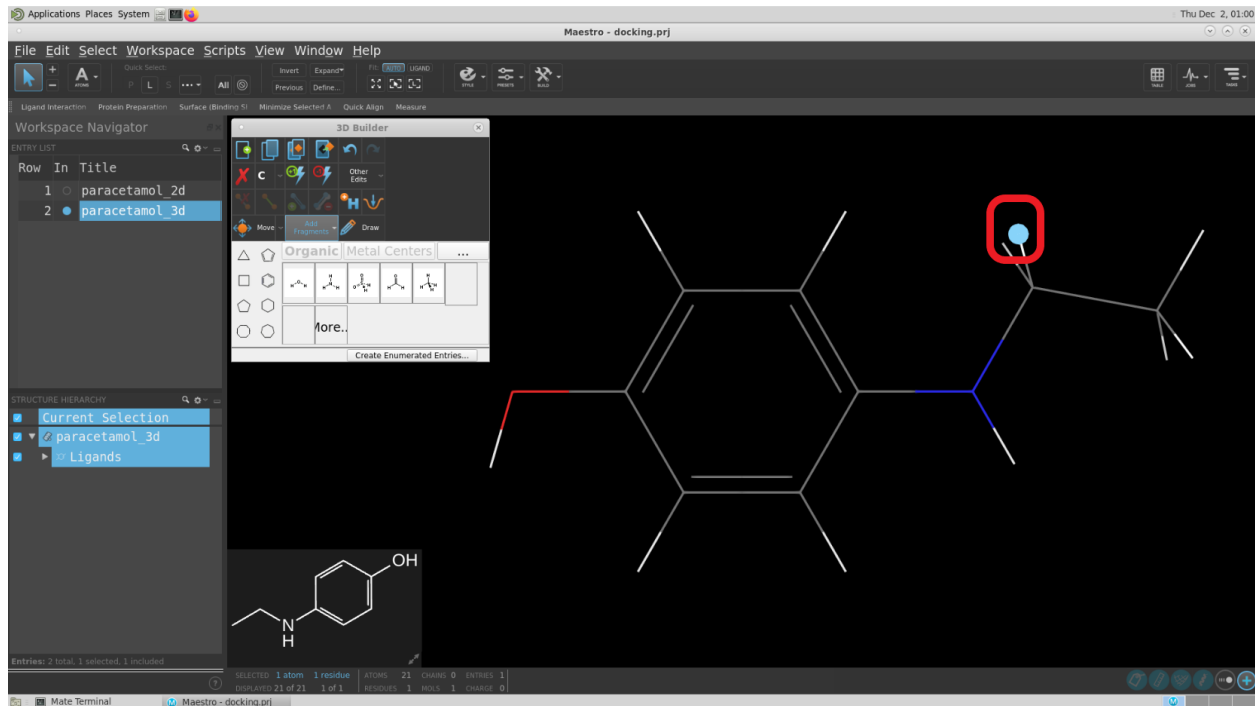 Applications Places System
Thu Dec 2, 01:00
Maestro - docking.prj
File Edit Select Workspace Scripts View Window Help
Quick Select:
Invert Expand▾
Fit: AUTO LIGAND
A
ATOMS
P L S All
Previous Define...
STYLE PRESETS BUILD
TABLE JOBS TASKS
Ligand Interaction Protein Preparation Surface (Binding Si Minimize Selected A Quick Align Measure
Workspace Navigator
ENTRY LIST
Row In Title
1 paracetamol_2d
2 paracetamol_3d
3D Builder
C
Other Edits
H
Move
Add Fragments
Draw
Organic Metal Centers ...
More..
Create Enumerated Entries...
STRUCTURE HIERARCHY
Current Selection
paracetamol_3d
Ligands
OH
N
H
Entries: 2 total, 1 selected, 1 included
SELECTED 1 atom 1 residue ATOMS 21 CHAINS 0 ENTRIES 1
DISPLAYED 21 of 21 1 of 1 RESIDUES 1 MOLS 1 CHARGE 0
Mate Terminal
Maestro - docking.prj